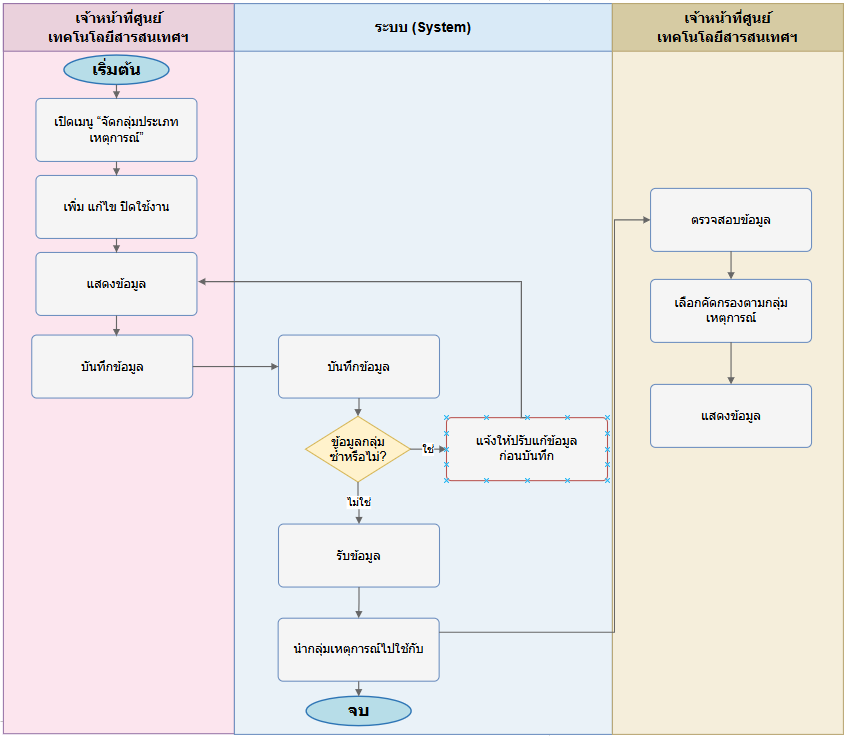 เจ้าหน้าที่ศูนย์
เทคโนโลยีสารสนเทศฯ
ระบบ (System)
เจ้าหน้าที่ศูนย์
เทคโนโลยีสารสนเทศฯ
เริ่มต้น
เปิดเมนู “จัดกลุ่มประเภท
เหตุการณ์”
เพิ่ม แก้ไข ปิดใช้งาน
แสดงข้อมูล
บันทึกข้อมูล
บันทึกข้อมูล
ข้อมูลกลุ่ม
ซ้ำหรือไม่?
ใช่
แจ้งให้ปรับแก้ข้อมูล
ก่อนบันทึก
ไม่ใช่
รับข้อมูล
นำกลุ่มเหตุการณ์ไปใช้กับ
จบ
ตรวจสอบข้อมูล
เลือกคัดกรองตามกลุ่ม
เหตุการณ์
แสดงข้อมูล